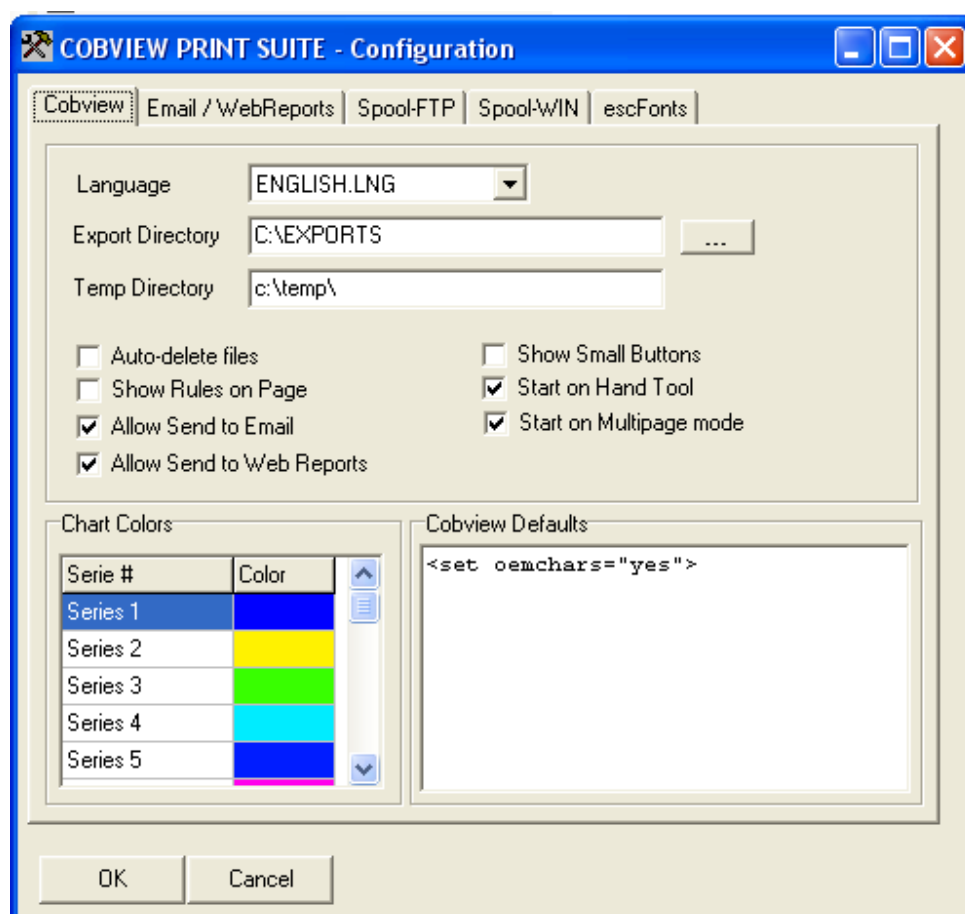 COBVIEW PRINT SUITE - Configuration
Cobview Email / WebReports Spool-FTP Spool-WIN escFonts
Language ENGLISH.LNG
Export Directory C:\EXPORTS ...
Temp Directory c:\temp\
Auto-delete files Show Small Buttons
Show Rules on Page Start on Hand Tool
Allow Send to Email Start on Multipage mode
Allow Send to Web Reports
Chart Colors Cobview Defaults
Serie # Color <set oemchars="yes">
Series 1
Series 2
Series 3
Series 4
Series 5
OK Cancel